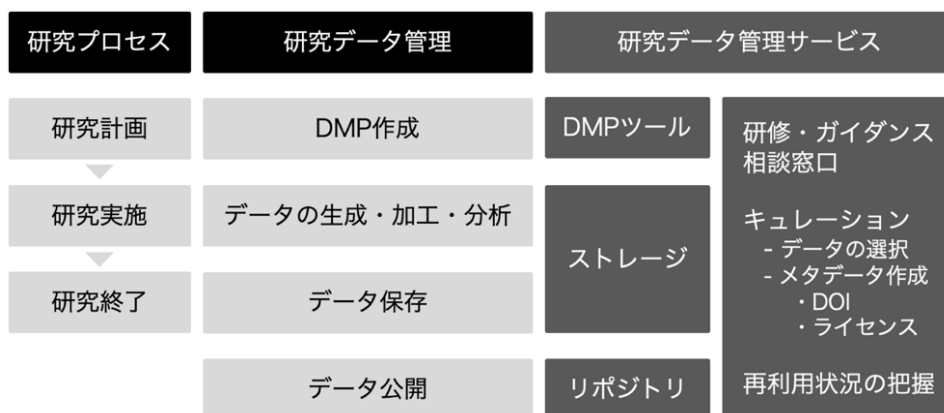 研究プロセス
研究データ管理
研究データ管理サービス
研究計画
DMP作成
DMPツール
研究実施
データの生成・加工・分析
ストレージ
研究終了
データ保存
データ公開
リポジトリ
研修・ガイダンス
相談窓口
キュレーション
- データの選択
- メタデータ作成
・DOI
・ライセンス
再利用状況の把握